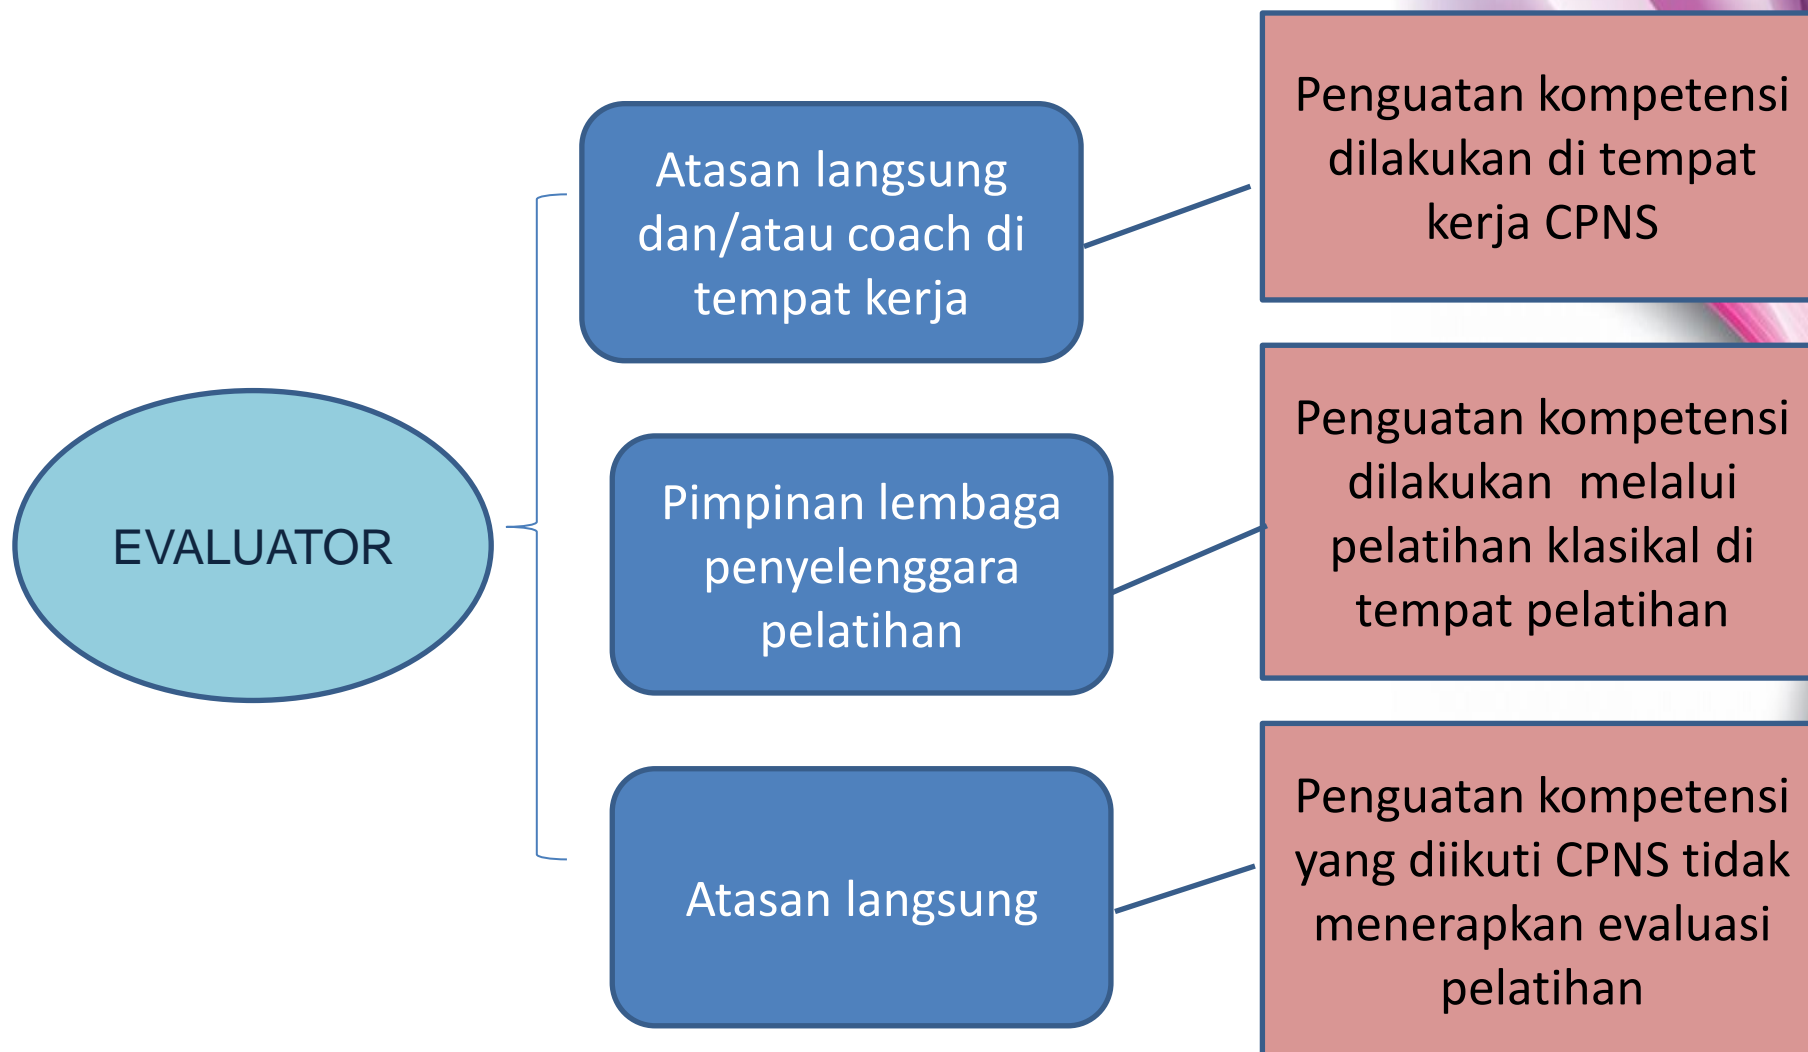 EVALUATOR
Atasan langsung
dan/atau coach di
tempat kerja
Penguatan kompetensi
dilakukan di tempat
kerja CPNS
Pimpinan lembaga
penyelenggara
pelatihan
Penguatan kompetensi
dilakukan melalui
pelatihan klasikal di
tempat pelatihan
Atasan langsung
Penguatan kompetensi
yang diikuti CPNS tidak
menerapkan evaluasi
pelatihan